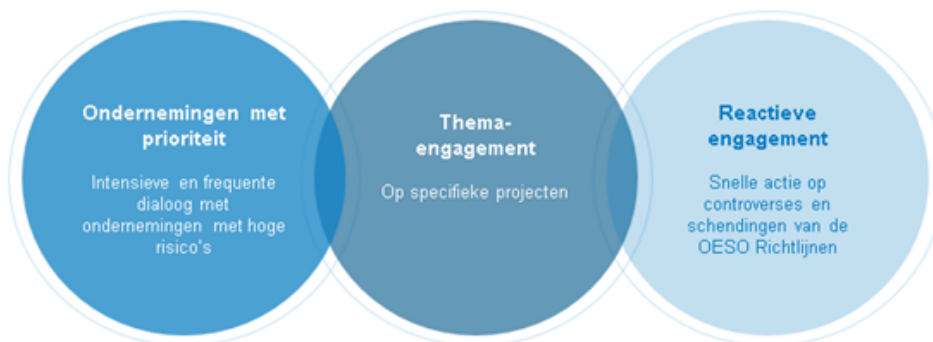 Ondernemingen met
prioriteit
Intensieve en frequente
dialoog met
ondernemingen met hoge
risico's
Thema-
engagement
Op specifieke projecten
Reactieve
engagement
Snelle actie op
controverses en
schendingen van de
OESO Richtlijnen